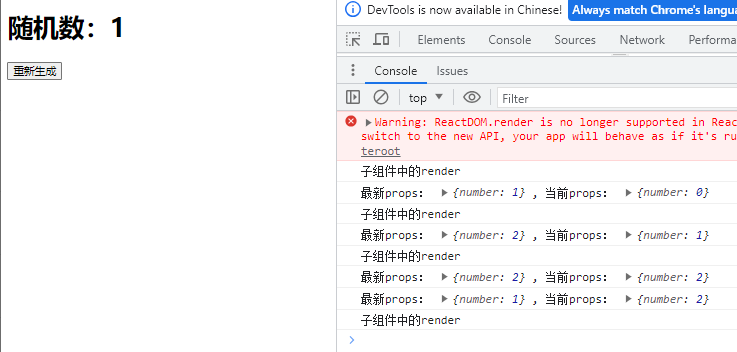 随机数：1
重新生成
DevTools is now available in Chinese! Always match Chrome's langua
Elements Console Sources Network Performa
Console Issues
top Filter
Warning: ReactDOM.render is no longer supported in Reac
switch to the new API, your app will behave as if it's ru
teroot
子组件中的render
最新props: {number: 1} , 当前props: {number: 0}
子组件中的render
最新props: {number: 2} , 当前props: {number: 1}
子组件中的render
最新props: {number: 2} , 当前props: {number: 2}
最新props: {number: 1} , 当前props: {number: 2}
子组件中的render